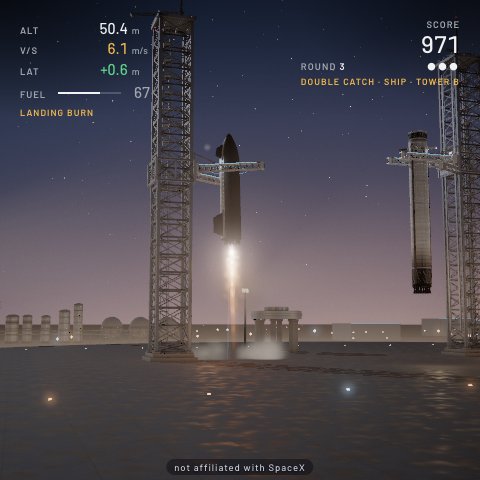 ALT 50.4 m
V/S 6.1 m/s
LAT +0.6 m
FUEL 67
LANDING BURN
SCORE
971
ROUND 3
DOUBLE CATCH · SHIP · TOWER B
not affiliated with SpaceX